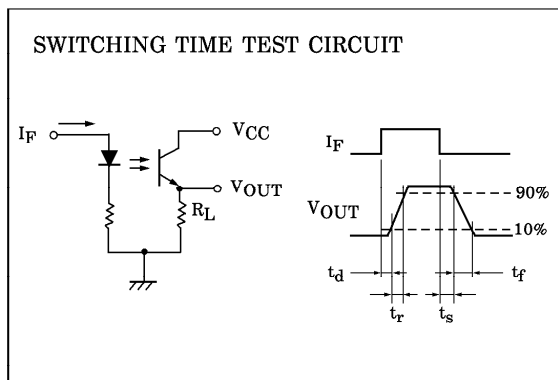 SWITCHING TIME TEST CIRCUIT
IF
VCC
VOUT
RL
IF
VOUT
90%
10%
td
tf
tr
ts